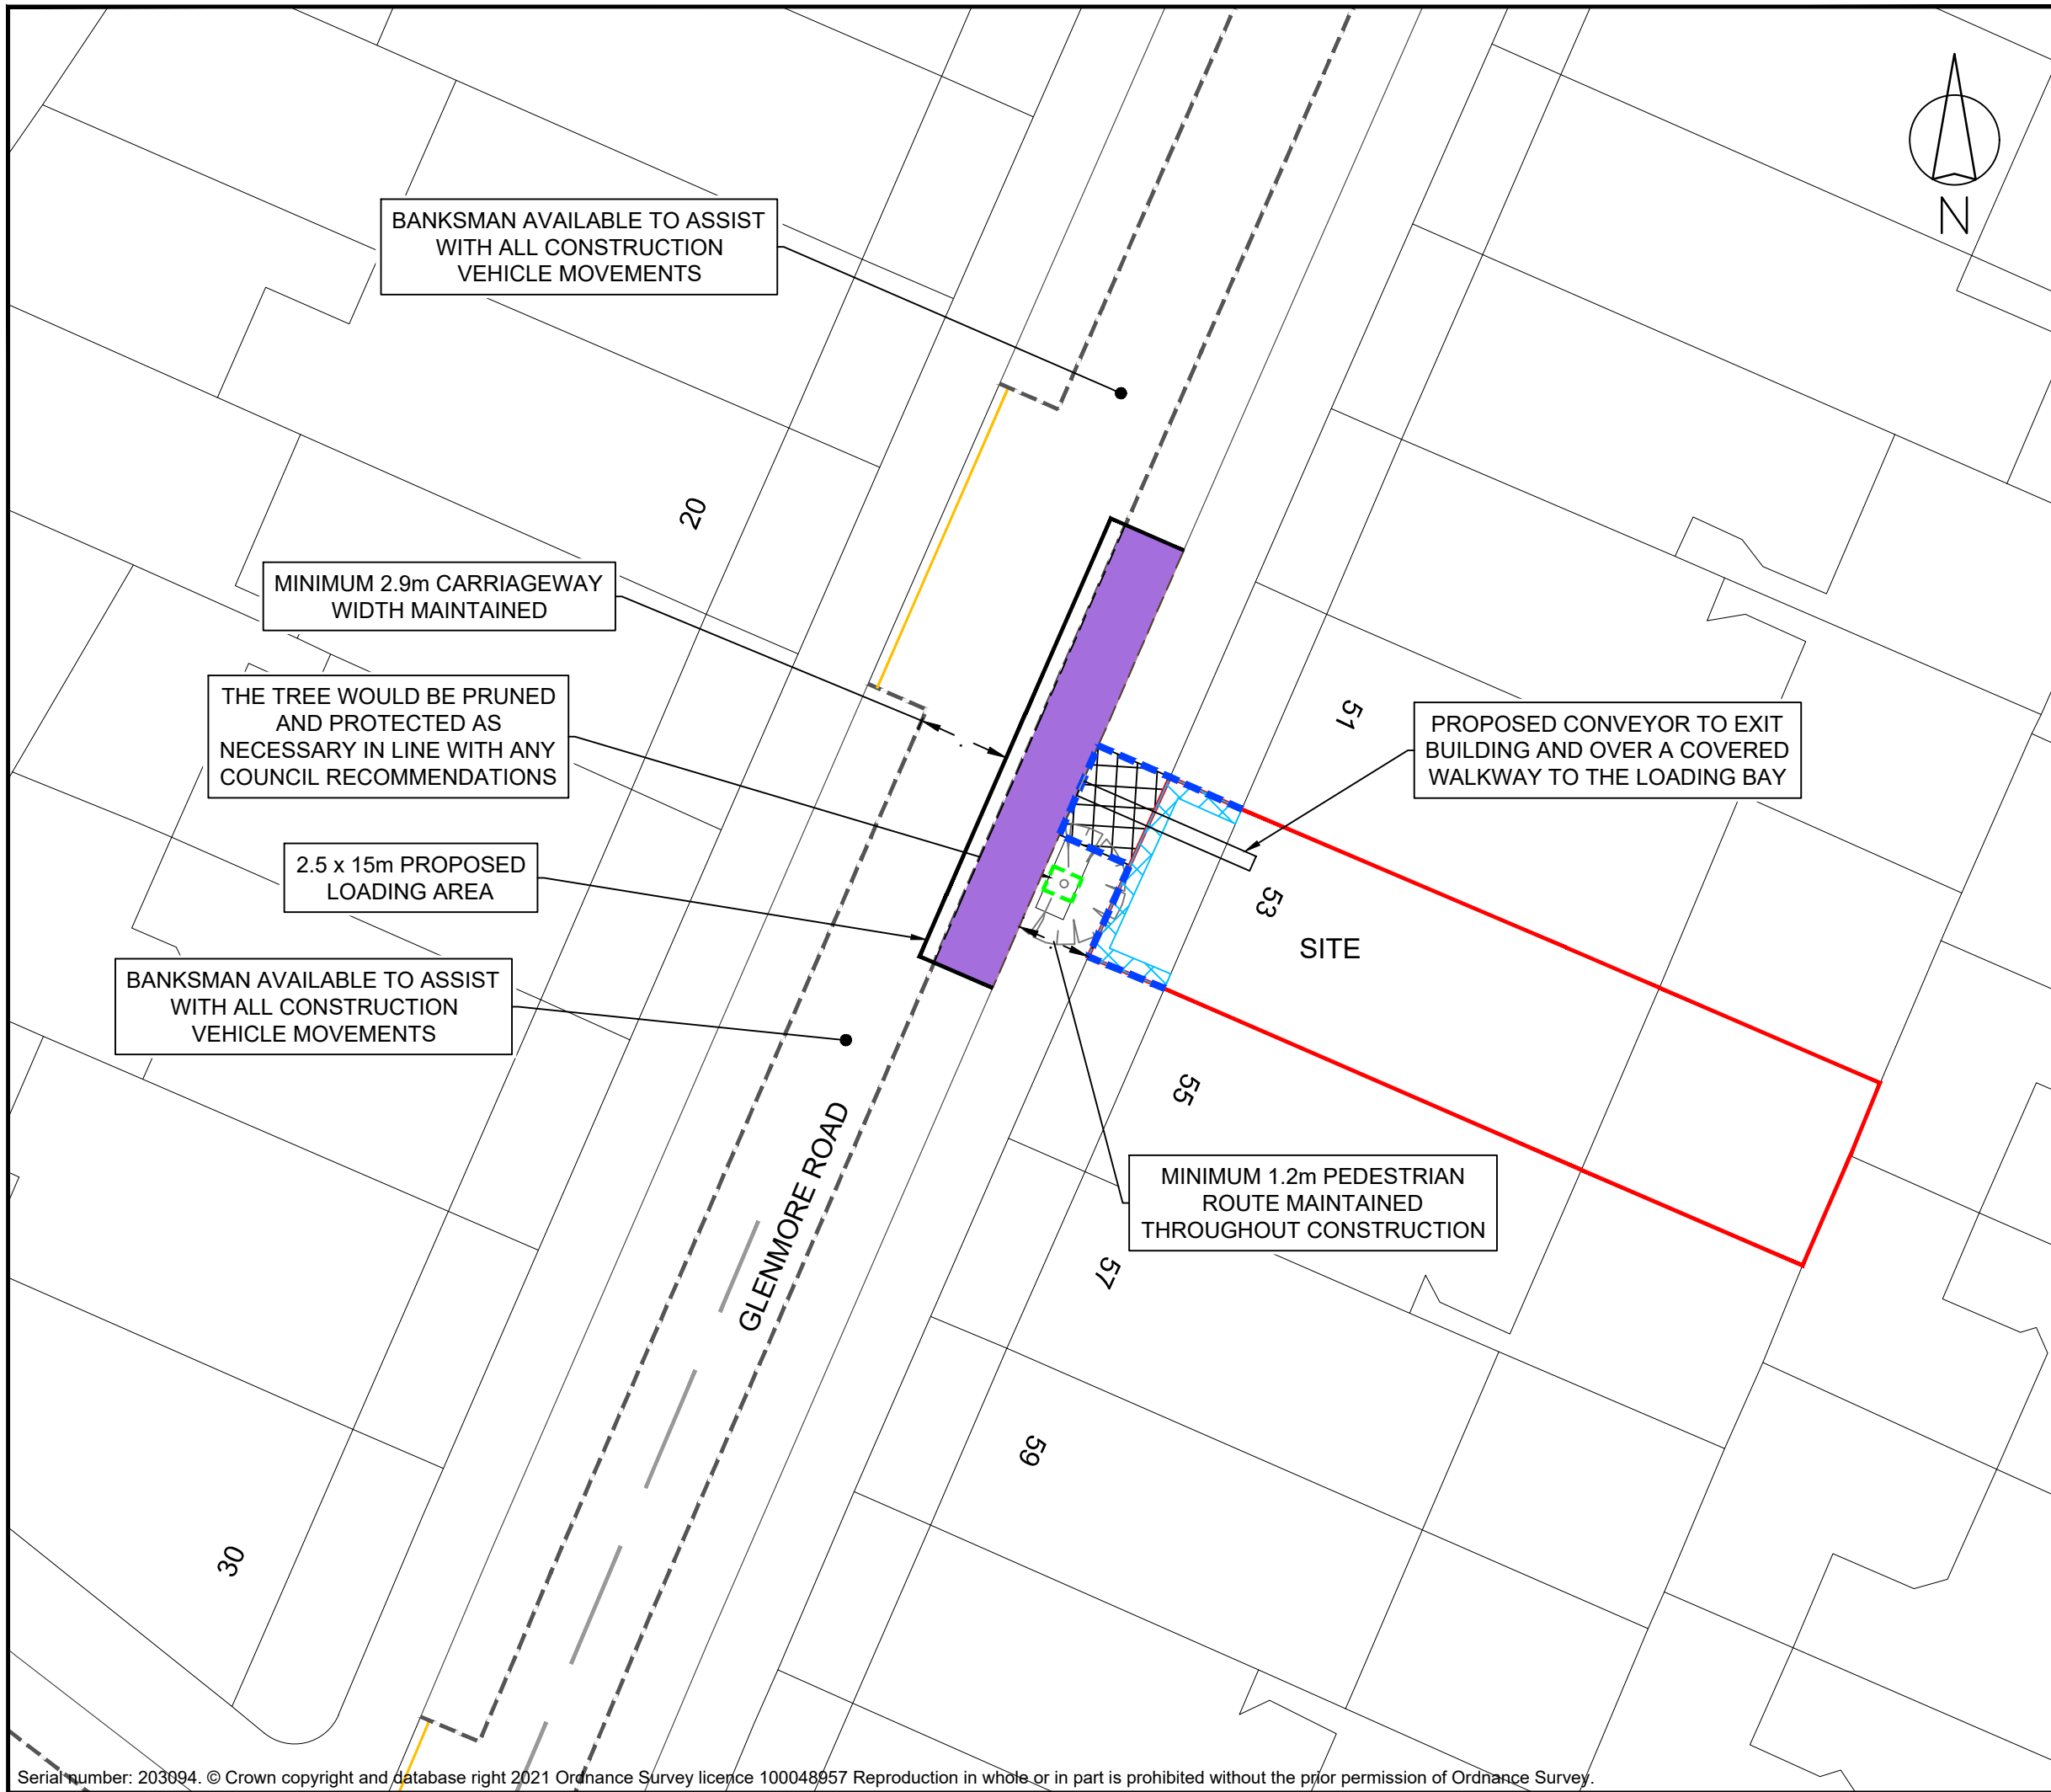 BANKSMAN AVAILABLE TO ASSIST
WITH ALL CONSTRUCTION
VEHICLE MOVEMENTS
N
20
MINIMUM 2.9m CARRIAGEWAY
WIDTH MAINTAINED
THE TREE WOULD BE PRUNED
AND PROTECTED AS
NECESSARY IN LINE WITH ANY
COUNCIL RECOMMENDATIONS
51
PROPOSED CONVEYOR TO EXIT
BUILDING AND OVER A COVERED
WALKWAY TO THE LOADING BAY
2.5 x 15m PROPOSED
LOADING AREA
53
SITE
BANKSMAN AVAILABLE TO ASSIST
WITH ALL CONSTRUCTION
VEHICLE MOVEMENTS
55
GLENMORE ROAD
MINIMUM 1.2m PEDESTRIAN
ROUTE MAINTAINED
THROUGHOUT CONSTRUCTION
57
59
30
Serial number: 203094. © Crown copyright and database right 2021 Ordnance Survey licence 100048957 Reproduction in whole or in part is prohibited without the prior permission of Ordnance Survey.